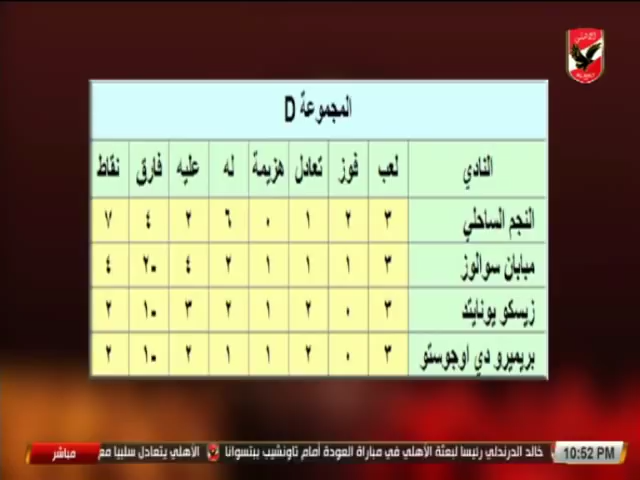 المجموعة D
النادي لعب فوز تعادل هزيمة له عليه فارق نقاط
النجم الساحلي ٣ ٢ ١ ٠ ٦ ٢ ٤ ٧
مبابان سوالوز ٣ ١ ١ ١ ٢ ٤ ٢- ٤
زيسكو يونايتد ٣ ٠ ٢ ١ ٢ ٣ ١- ٢
بريميرو دي اوجوستو ٣ ٠ ٢ ١ ١ ٢ ١- ٢
10:52 PM خالد الدرندلي رئيسا لبعثة الأهلي في مباراة العودة أمام تاونشيب ببتسوانا الأهلي يتعادل سلبيا مع مباشر